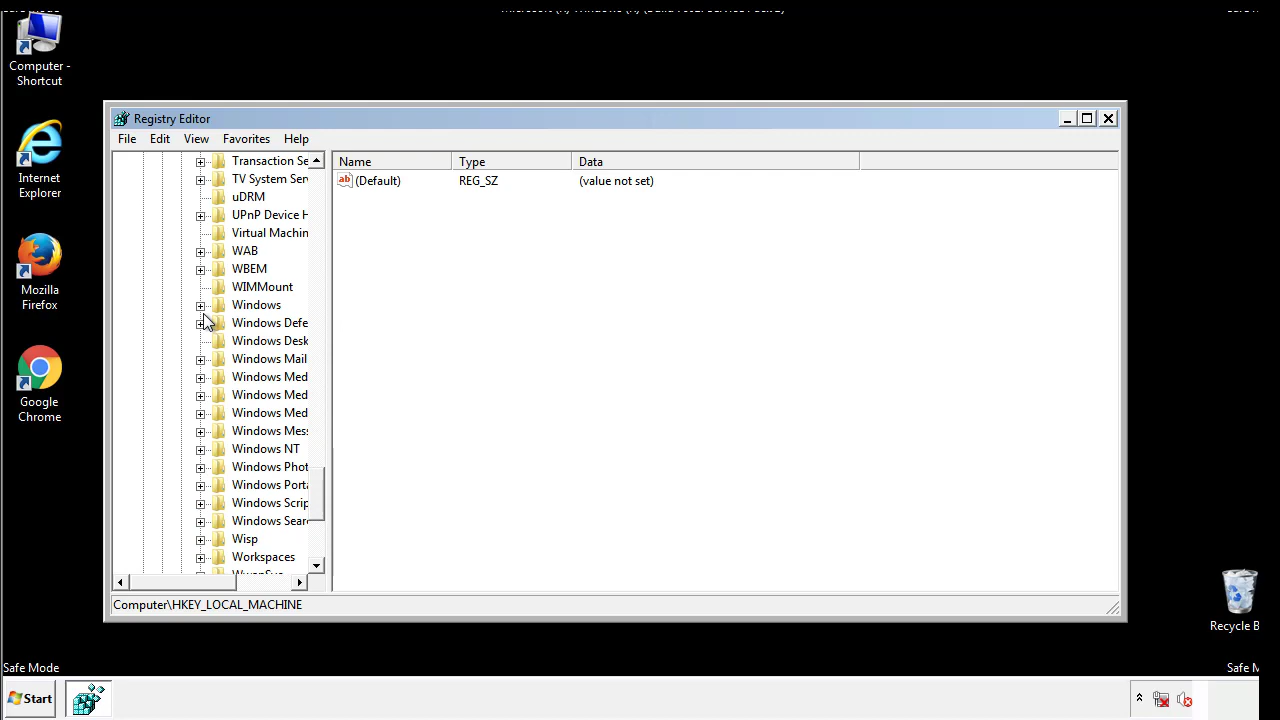 Computer -
Shortcut
Internet
Explorer
Mozilla
Firefox
Google
Chrome
Registry Editor
File Edit View Favorites Help
Transaction Se
TV System Serv
uDRM
UPnP Device H
Virtual Machin
WAB
WBEM
WIMMount
Windows
Windows Defe
Windows Desk
Windows Mail
Windows Med
Windows Med
Windows Med
Windows Mess
Windows NT
Windows Phot
Windows Porta
Windows Scrip
Windows Sear
Wisp
Workspaces
Name Type Data
ab (Default) REG_SZ (value not set)
Computer\HKEY_LOCAL_MACHINE
Recycle B
Safe Mode
Safe M
Start